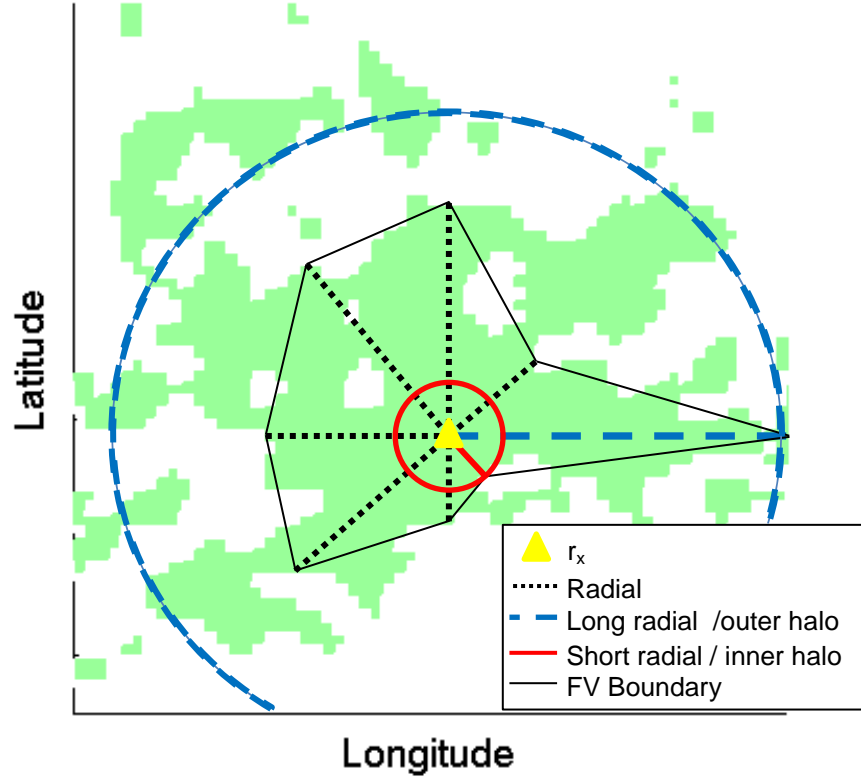 Latitude
rx
Radial
Long radial /outer halo
Short radial / inner halo
FV Boundary
Longitude